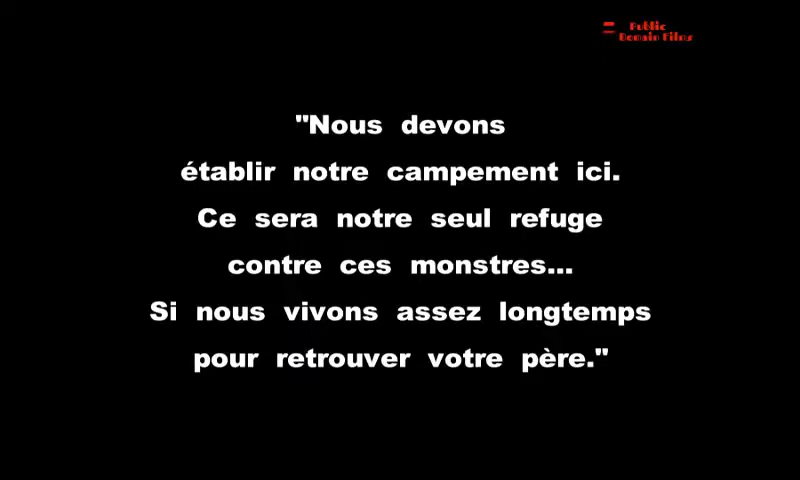 Public
Domain Films
"Nous devons
établir notre campement ici.
Ce sera notre seul refuge
contre ces monstres...
Si nous vivons assez longtemps
pour retrouver votre père."